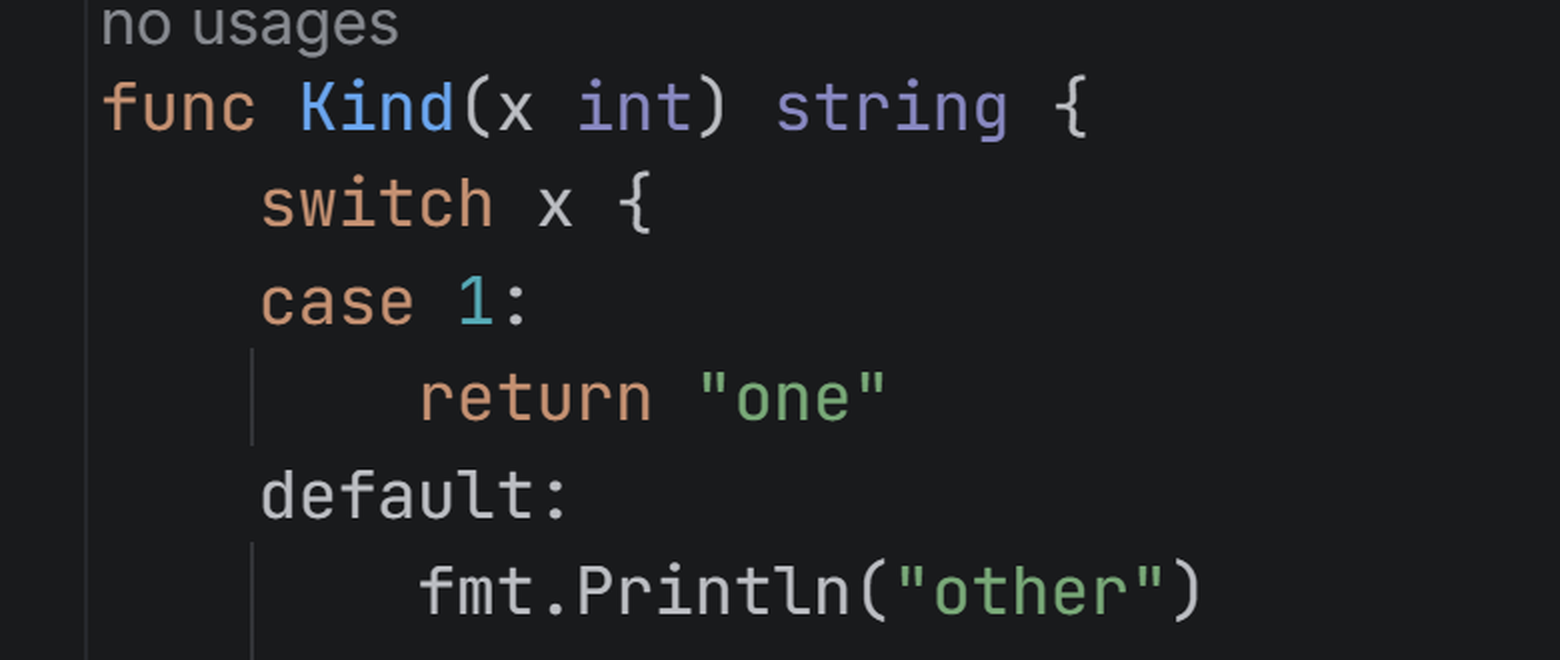 no usages
func Kind(x int) string {
    switch x {
    case 1:
        return "one"
    default:
        fmt.Println("other")